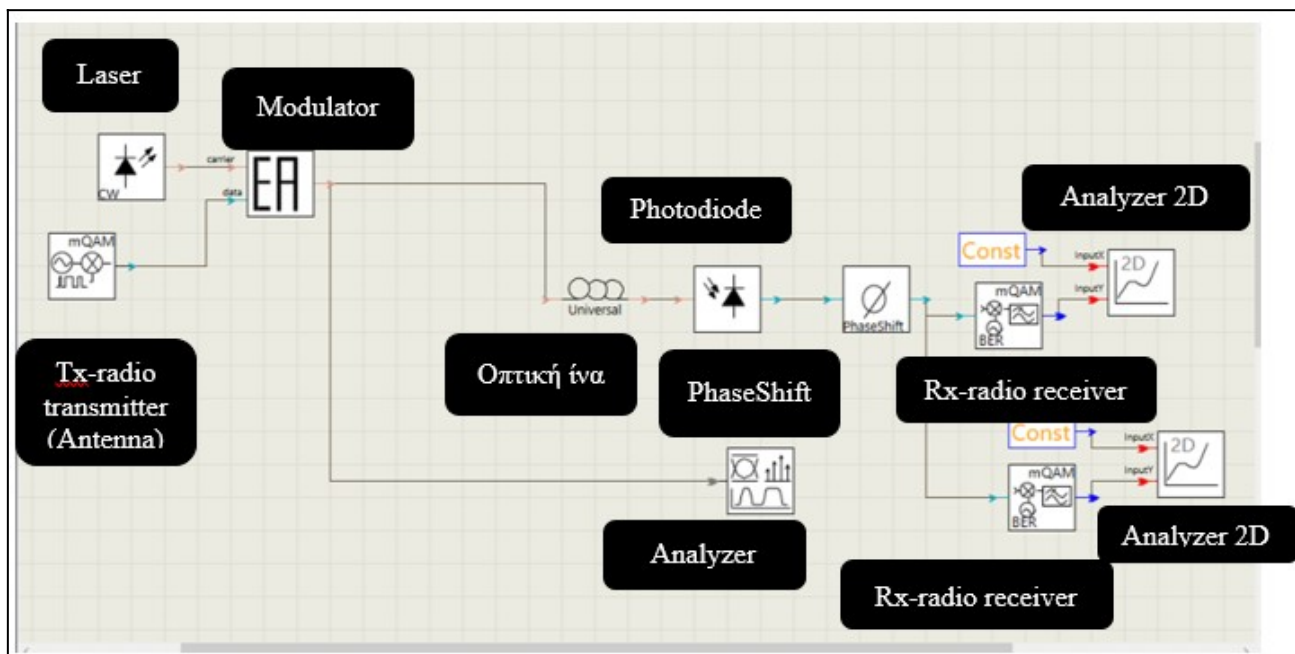 Laser
Modulator
carrier
data
CW
EA
mQAM
Tx-radio
transmitter
(Antenna)
Οπτική ίνα
Universal
Photodiode
PhaseShift
PhaseShift
Analyzer
Analyzer 2D
Const
InputX
InputY
2D
mQAM
BER
Rx-radio receiver
Const
InputX
InputY
2D
mQAM
BER
Analyzer 2D
Rx-radio receiver